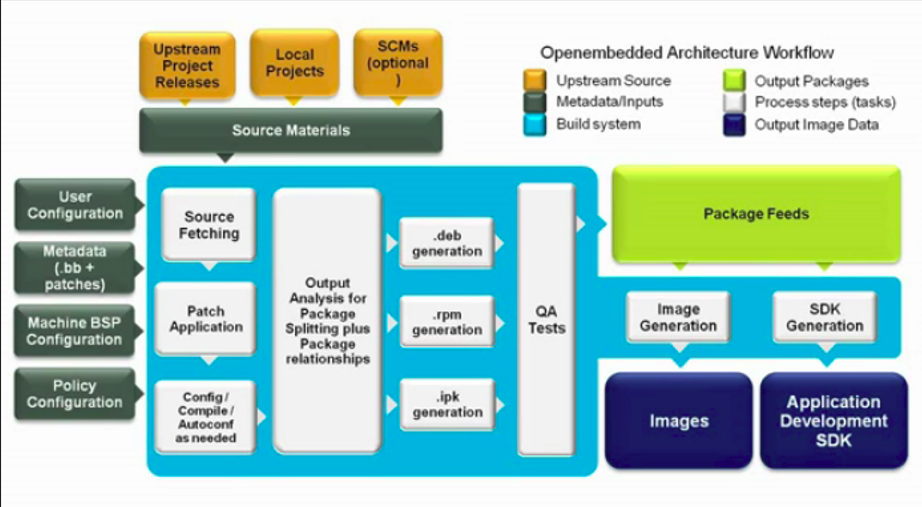 Upstream
Project
Releases
Local
Projects
SCMs
(optional
)
Openembedded Architecture Workflow
Upstream Source
Metadata/Inputs
Build system
Output Packages
Process steps (tasks)
Output Image Data
Source Materials
User
Configuration
Metadata
(.bb +
patches)
Machine BSP
Configuration
Policy
Configuration
Source
Fetching
Patch
Application
Config /
Compile /
Autoconf
as needed
Output
Analysis for
Package
Splitting plus
Package
relationships
.deb
generation
.rpm
generation
.ipk
generation
QA
Tests
Package Feeds
Image
Generation
SDK
Generation
Images
Application
Development
SDK